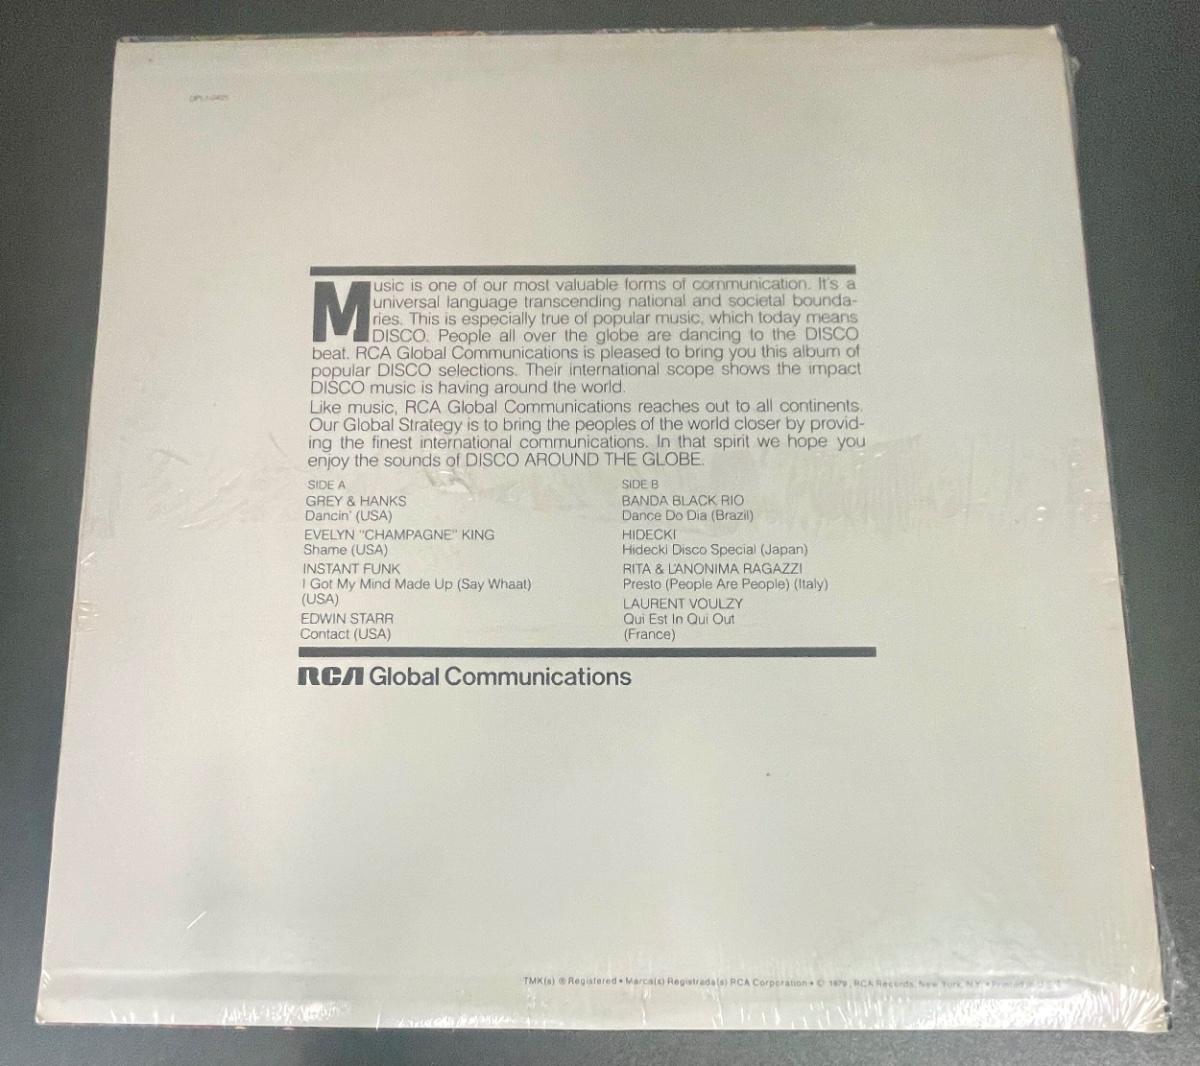 Music is one of our most valuable forms of communication. It's a
universal language transcending national and societal bounda-
ries. This is especially true of popular music, which today means
DISCO. People all over the globe are dancing to the DISCO
beat. RCA Global Communications is pleased to bring you this album of
popular DISCO selections. Their international scope shows the impact
DISCO music is having around the world.
Like music, RCA Global Communications reaches out to all continents.
Our Global Strategy is to bring the peoples of the world closer by provid-
ing the finest international communications. In that spirit we hope you
enjoy the sounds of DISCO AROUND THE GLOBE.
SIDE A
GREY & HANKS
Dancin' (USA)
EVELYN "CHAMPAGNE" KING
Shame (USA)
INSTANT FUNK
I Got My Mind Made Up (Say Whaat)
(USA)
EDWIN STARR
Contact (USA)
SIDE B
BANDA BLACK RIO
Dance Do Dia (Brazil)
HIDECKI
Hidecki Disco Special (Japan)
RITA & L'ANONIMA RAGAZZI
Presto (People Are People) (Italy)
LAURENT VOULZY
Qui Est In Qui Out
(France)
RCA Global Communications
TMK(s) ® Registered • Marca(s) Registrada(s) RCA Corporation • © 1979, RCA Records, New York, N.Y. • Printed in U.S.A.